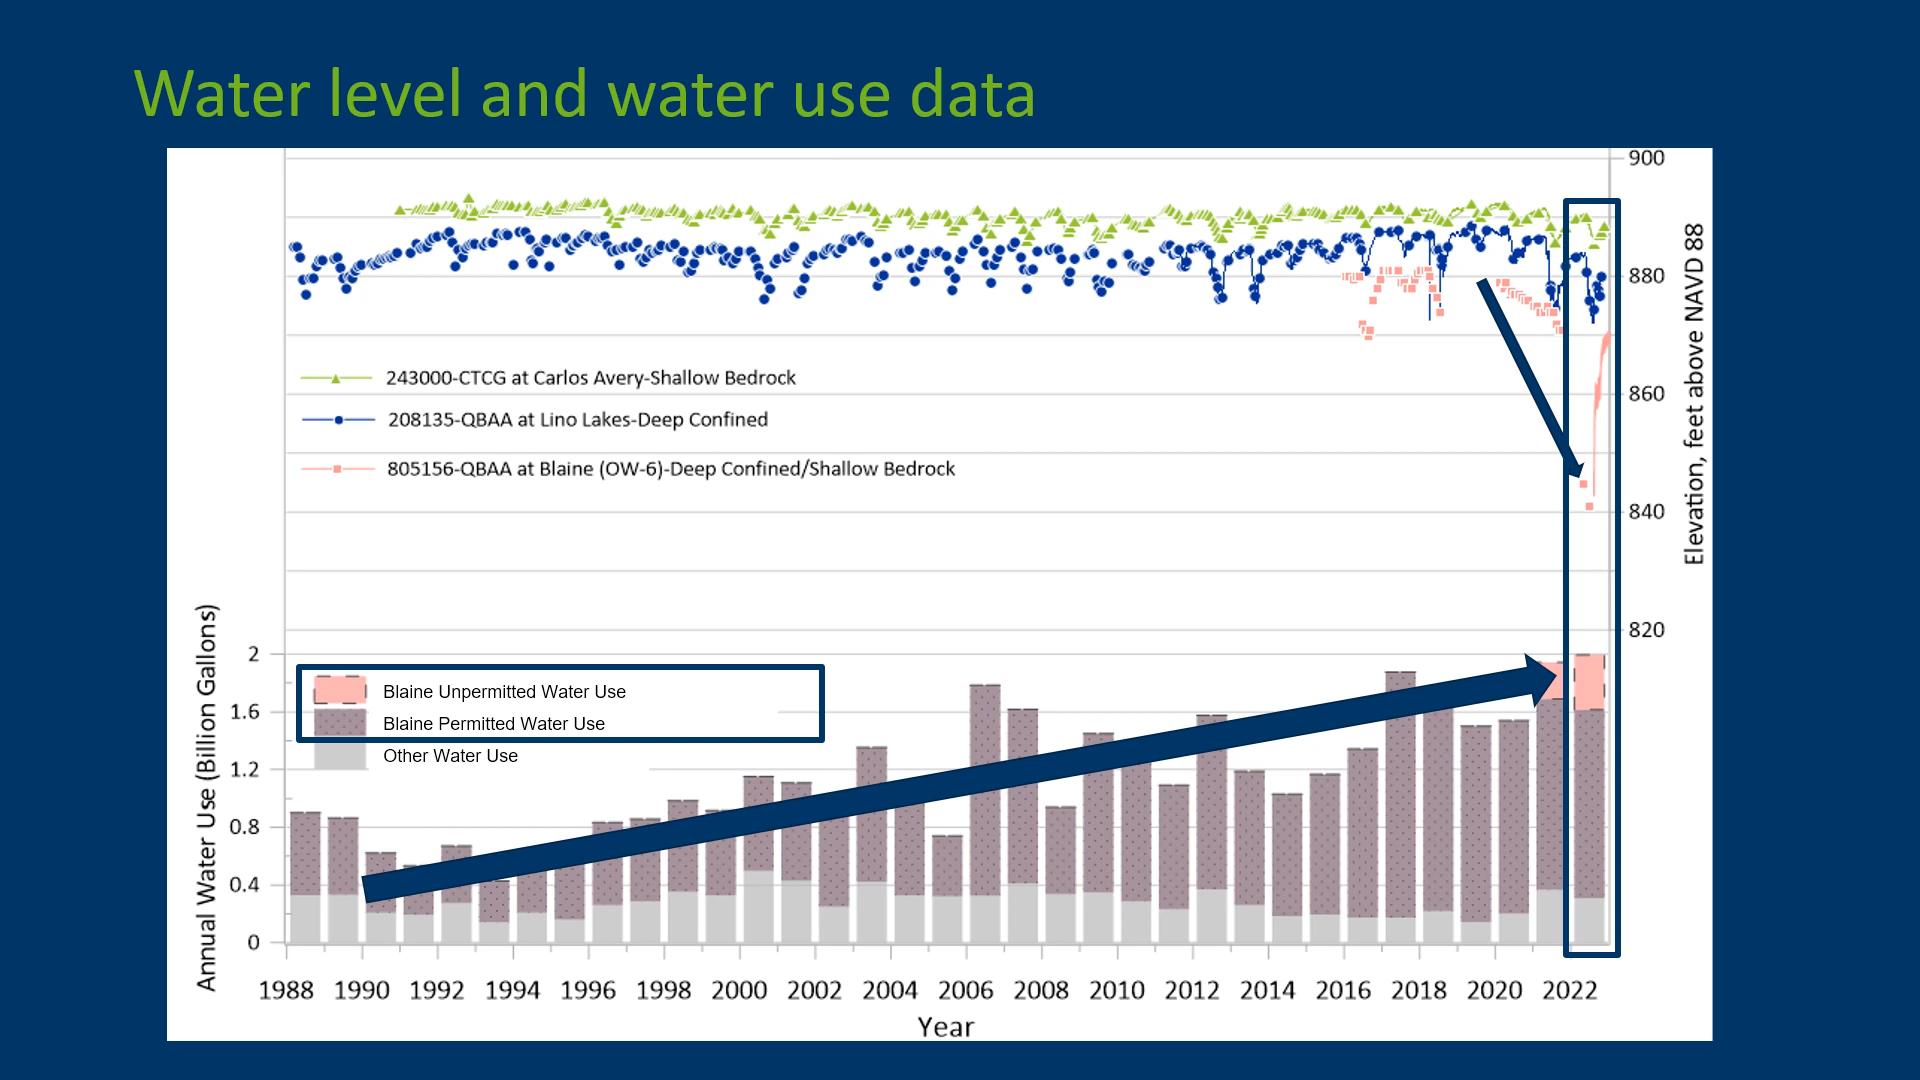 Water level and water use data
900
880
860
840
820
Elevation, feet above NAVD 88
243000-CTCG at Carlos Avery-Shallow Bedrock
208135-QBAA at Lino Lakes-Deep Confined
805156-QBAA at Blaine (OW-6)-Deep Confined/Shallow Bedrock
Annual Water Use (Billion Gallons)
2
1.6
1.2
0.8
0.4
0
Blaine Unpermitted Water Use
Blaine Permitted Water Use
Other Water Use
1988 1990 1992 1994 1996 1998 2000 2002 2004 2006 2008 2010 2012 2014 2016 2018 2020 2022
Year